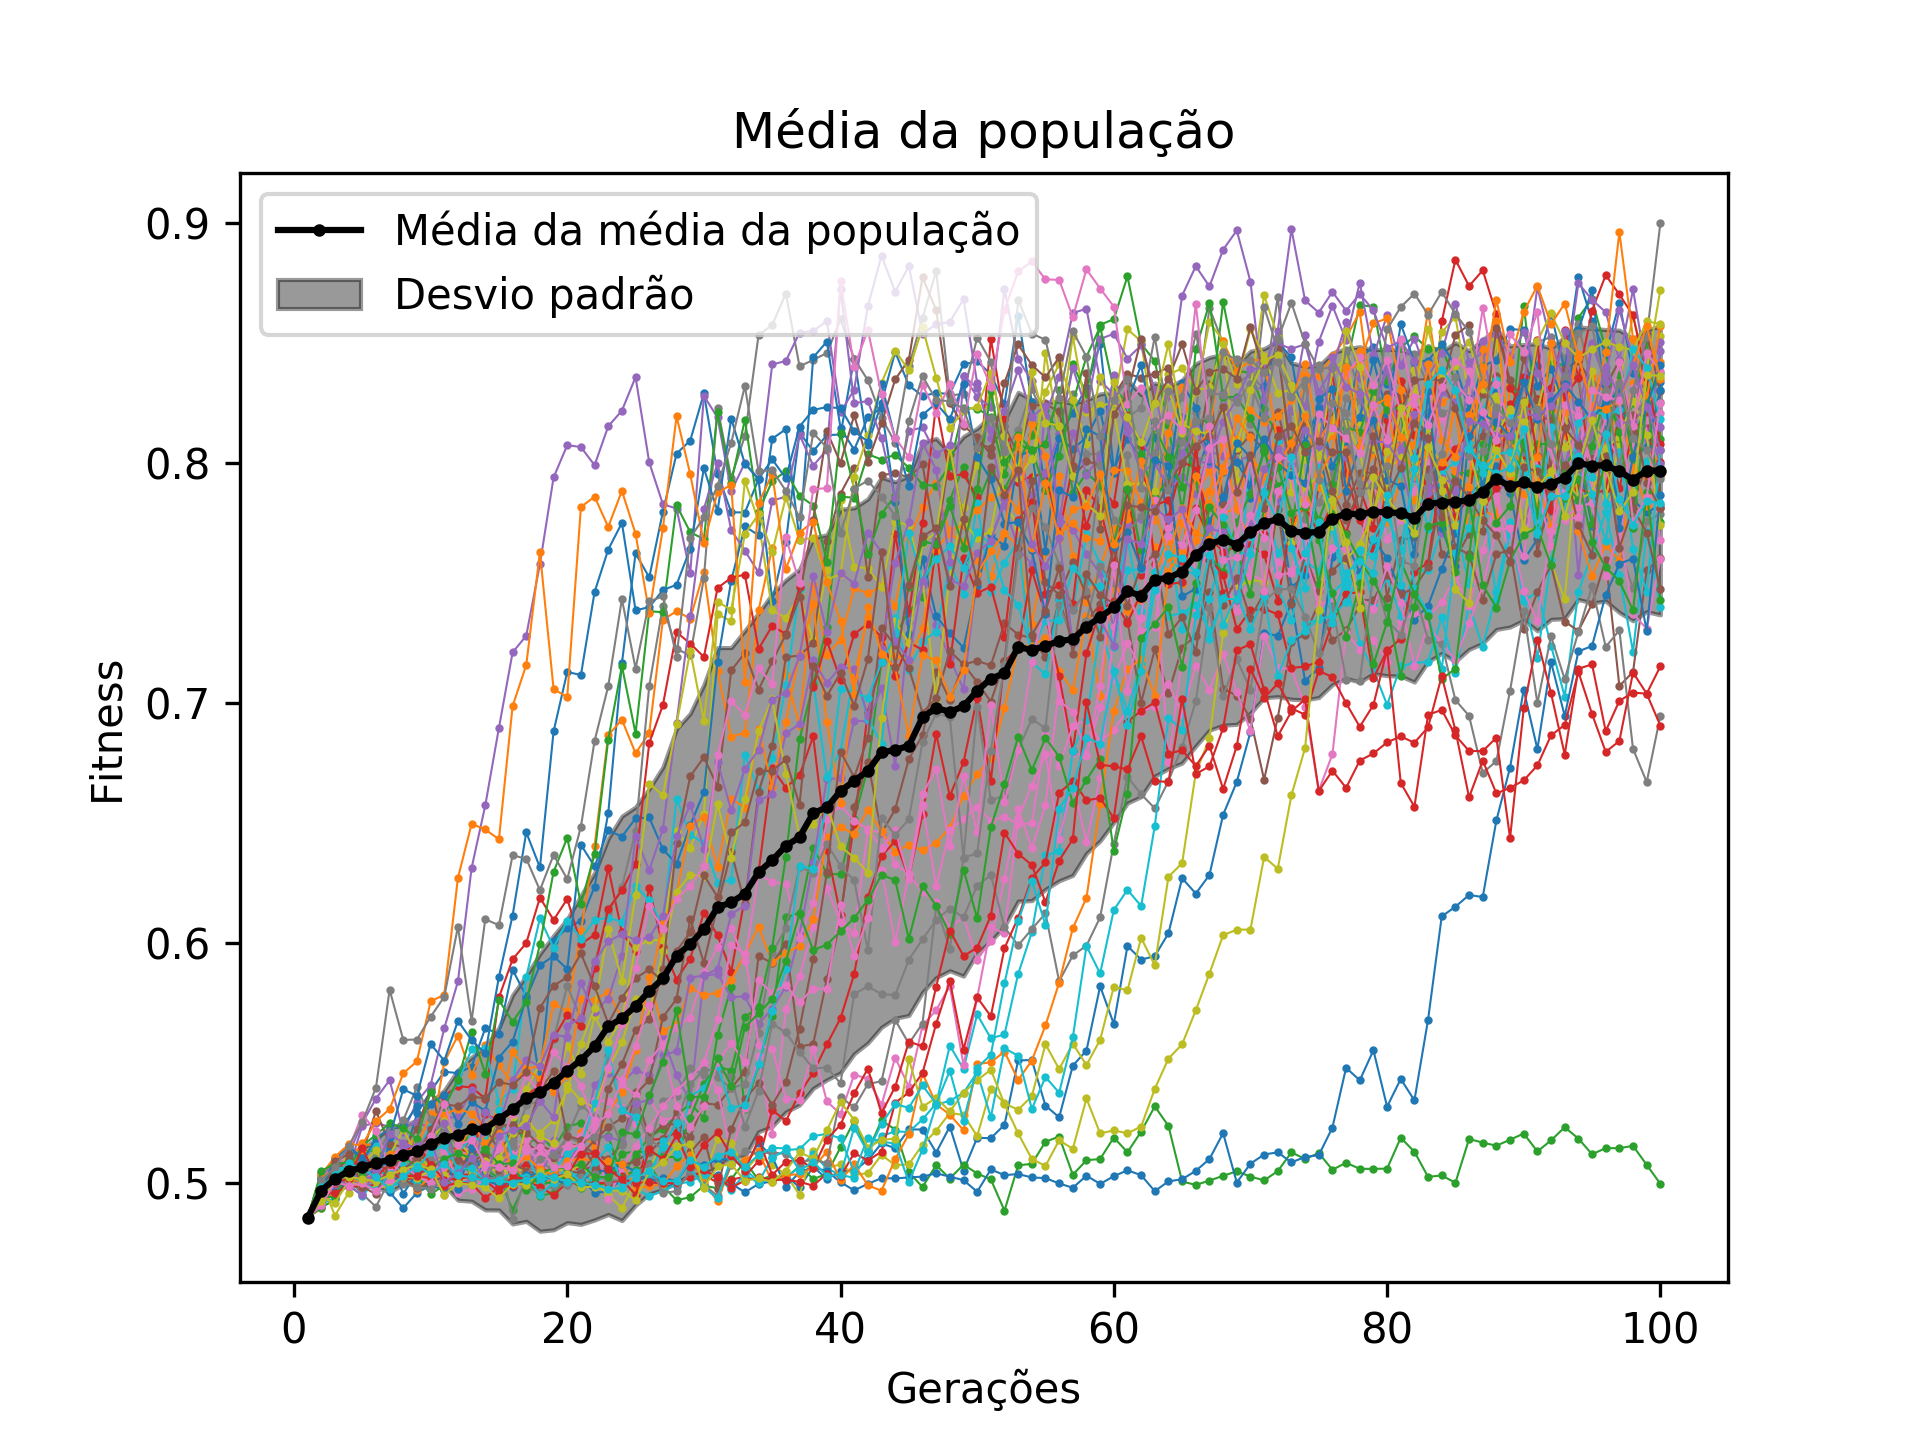 Média da população
Média da média da população
Desvio padrão
Fitness
0.9
0.8
0.7
0.6
0.5
0 20 40 60 80 100
Gerações